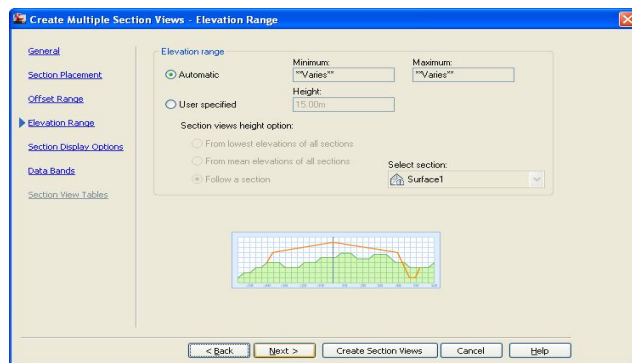 Create Multiple Section Views - Elevation Range
General
Section Placement
Offset Range
Elevation Range
Section Display Options
Data Bands
Section View Tables
Elevation range
Minimum:
Maximum:
Automatic
**Varies**
**Varies**
Height:
User specified
15.00m
Section views height option:
From lowest elevations of all sections
From mean elevations of all sections
Follow a section
Select section:
Surface1
< Back
Next >
Create Section Views
Cancel
Help